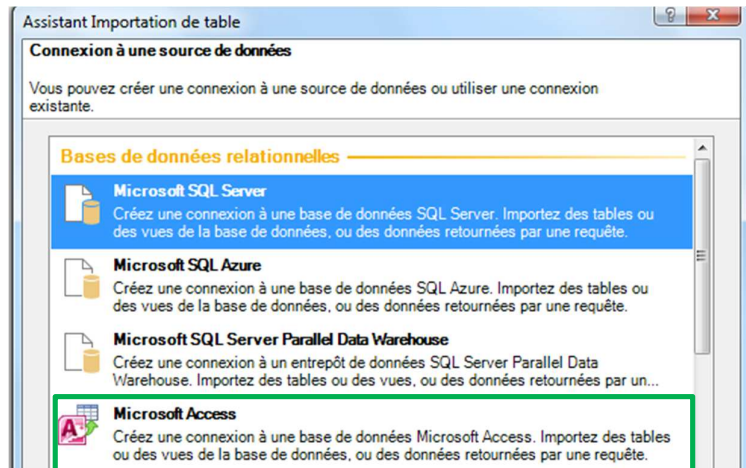 Assistant Importation de table
Connexion à une source de données
Vous pouvez créer une connexion à une source de données ou utiliser une connexion
existante.
Bases de données relationnelles
Microsoft SQL Server
Créez une connexion à une base de données SQL Server. Importez des tables ou
des vues de la base de données, ou des données retournées par une requête.
Microsoft SQL Azure
Créez une connexion à une base de données SQL Azure. Importez des tables ou
des vues de la base de données, ou des données retournées par une requête.
Microsoft SQL Server Parallel Data Warehouse
Créez une connexion à un entrepôt de données SQL Server Parallel Data
Warehouse. Importez des tables ou des vues, ou des données retournées par un...
Microsoft Access
Créez une connexion à une base de données Microsoft Access. Importez des tables
ou des vues de la base de données, ou des données retournées par une requête.